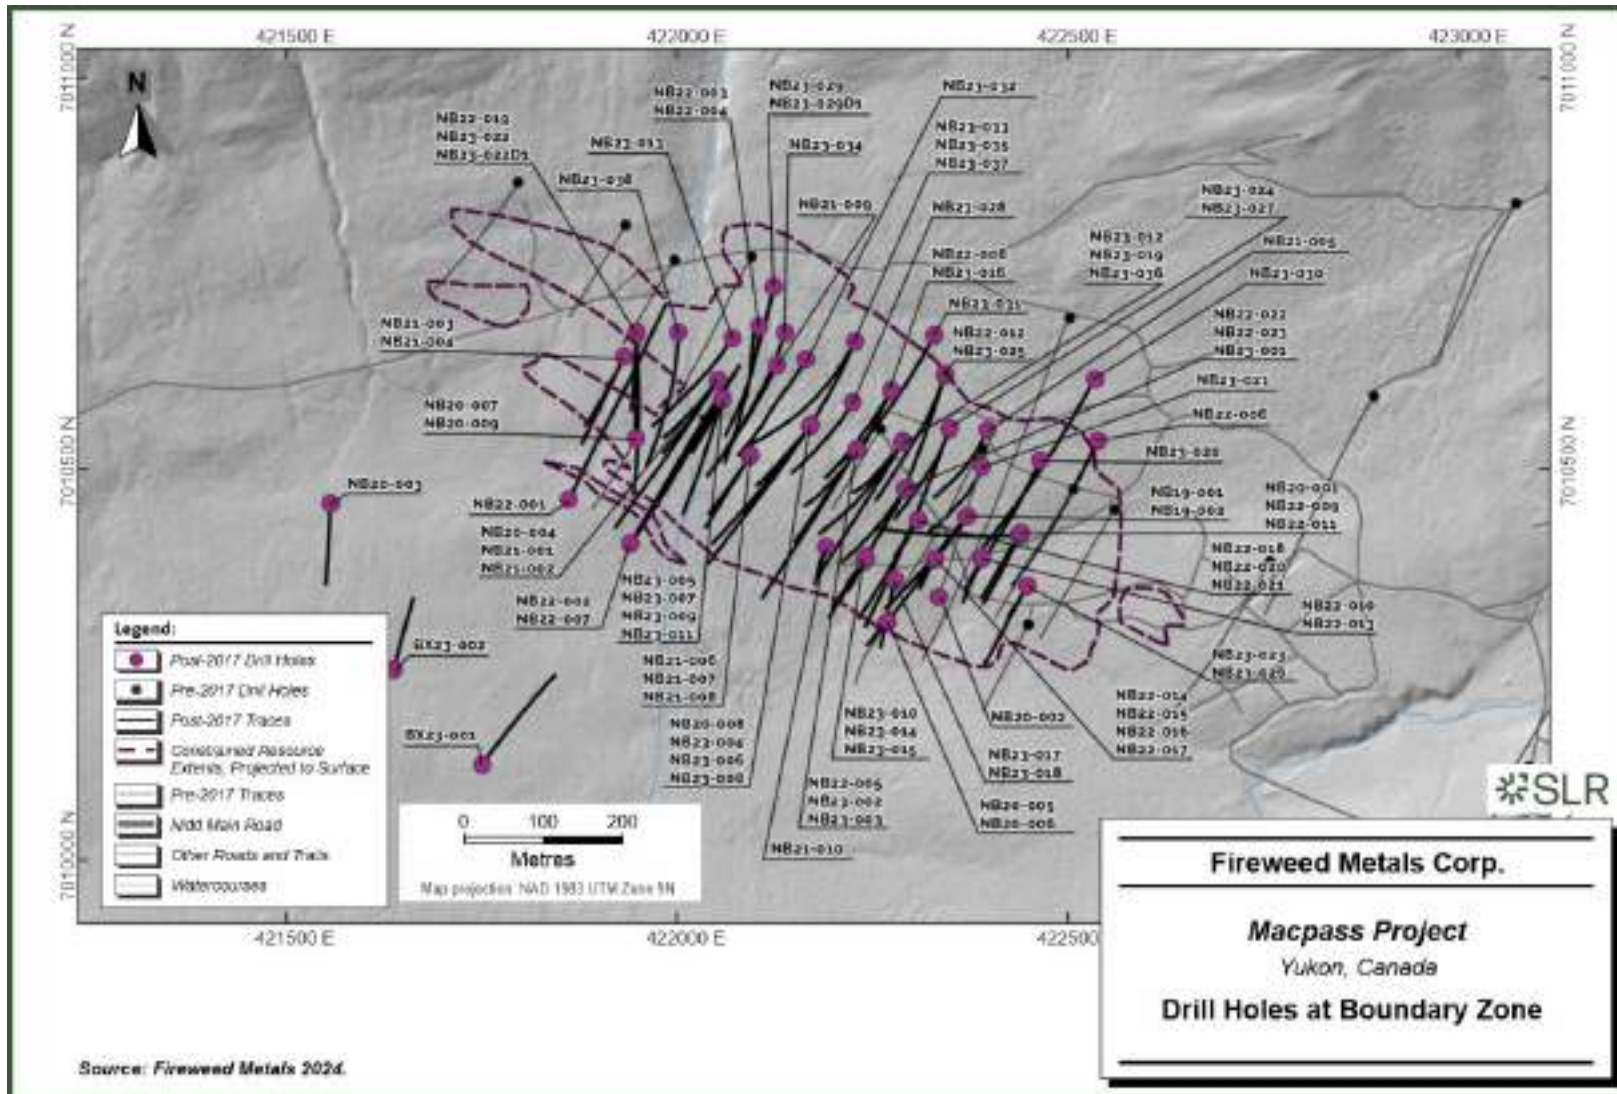 421500 E
422000 E
422500 E
423000 E
7011000 N
7011000 N
N
NB22-003
NB22-004
NB23-029
NB23-029D1
NB23-032
NB22-019
NB23-022
NB23-022D1
NB23-013
NB23-034
NB23-033
NB23-035
NB23-037
NB23-038
NB21-009
NB23-028
NB23-024
NB23-027
NB23-012
NB23-019
NB23-036
NB21-005
NB22-008
NB23-016
NB23-030
NB23-031
NB22-022
NB22-023
NB23-001
NB21-003
NB21-004
NB22-012
NB23-025
NB23-021
NB20-007
NB20-009
NB22-006
7010500 N
7010500 N
NB23-020
NB20-003
NB22-001
NB19-001
NB19-002
NB20-001
NB22-009
NB22-011
NB20-004
NB21-001
NB21-002
NB22-018
NB22-020
NB22-021
NB23-005
NB23-007
NB23-009
NB23-011
NB22-002
NB22-007
NB22-010
NB22-013
BX23-002
NB21-006
NB21-007
NB21-008
NB23-023
NB23-026
NB22-014
NB22-015
NB22-016
NB22-017
NB20-008
NB23-004
NB23-006
NB23-008
NB23-010
NB23-014
NB23-015
NB20-002
BX23-001
NB23-017
NB23-018
NB22-005
NB23-002
NB23-003
NB20-005
NB20-006
NB21-010
Legend:
Post-2017 Drill Holes
Pre-2017 Drill Holes
Post-2017 Traces
Constrained Resource
Extents, Projected to Surface
Pre-2017 Traces
Nidd Main Road
Other Roads and Trails
Watercourses
0 100 200
Metres
Map projection: NAD 1983 UTM Zone 9N
7010000 N
421500 E
422000 E
422500
SLR
Fireweed Metals Corp.
Macpass Project
Yukon, Canada
Drill Holes at Boundary Zone
Source: Fireweed Metals 2024.